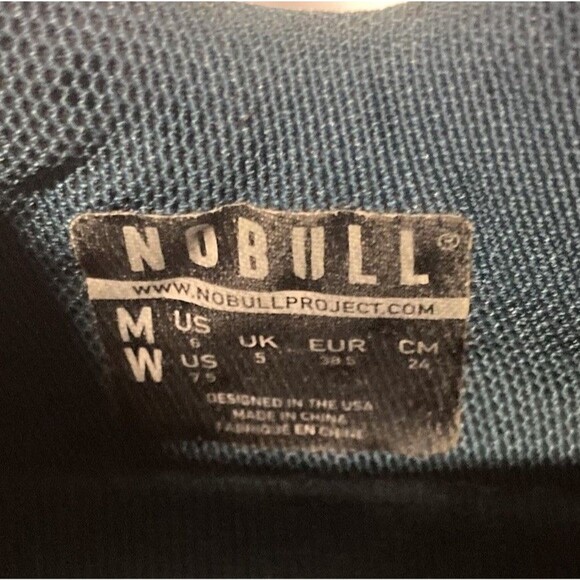 NOBULL®
WWW.NOBULLPROJECT.COM
M US UK EUR CM
6 5 38.5 24
W US
7.5
DESIGNED IN THE USA
MADE IN CHINA
FABRIQUÉ EN CHINE